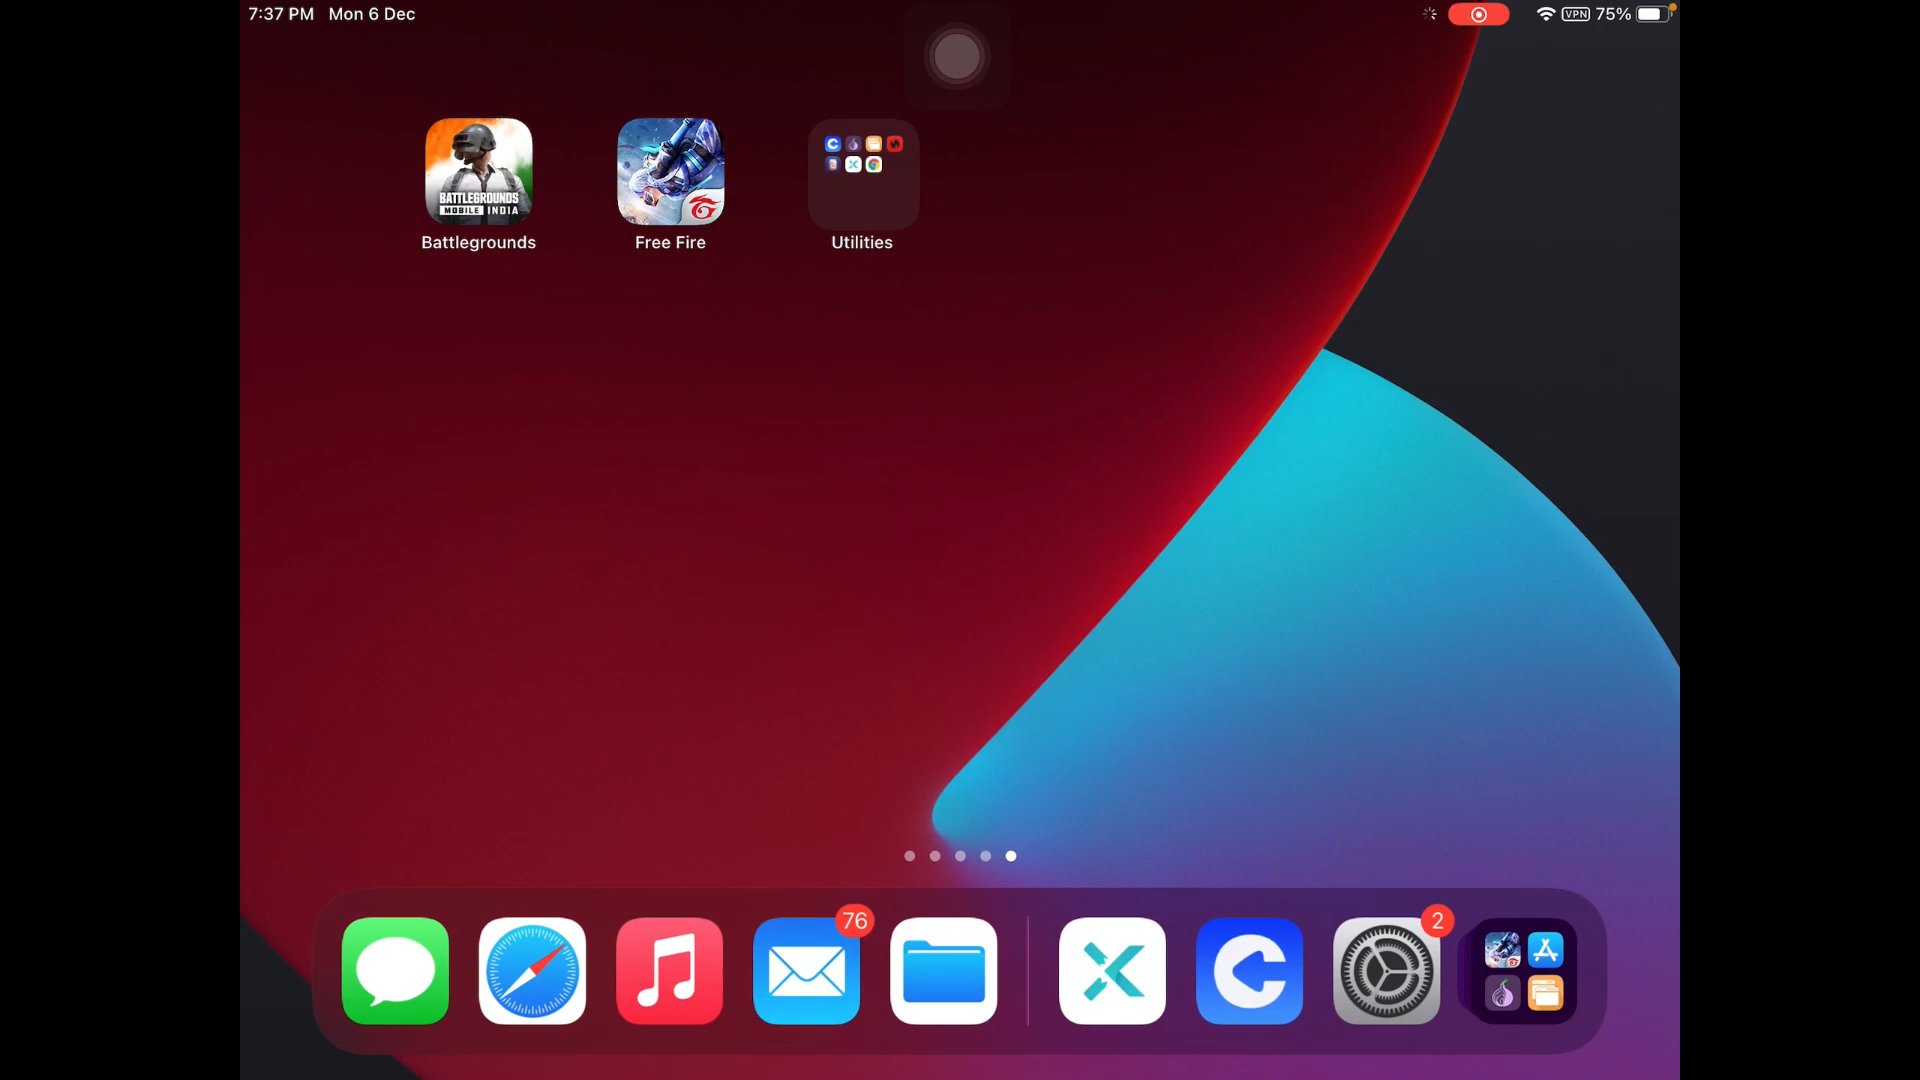 7:37 PM Mon 6 Dec
VPN 75%
BATTLEGROUNDS
MOBILE INDIA
Battlegrounds
Free Fire
Utilities
76
2